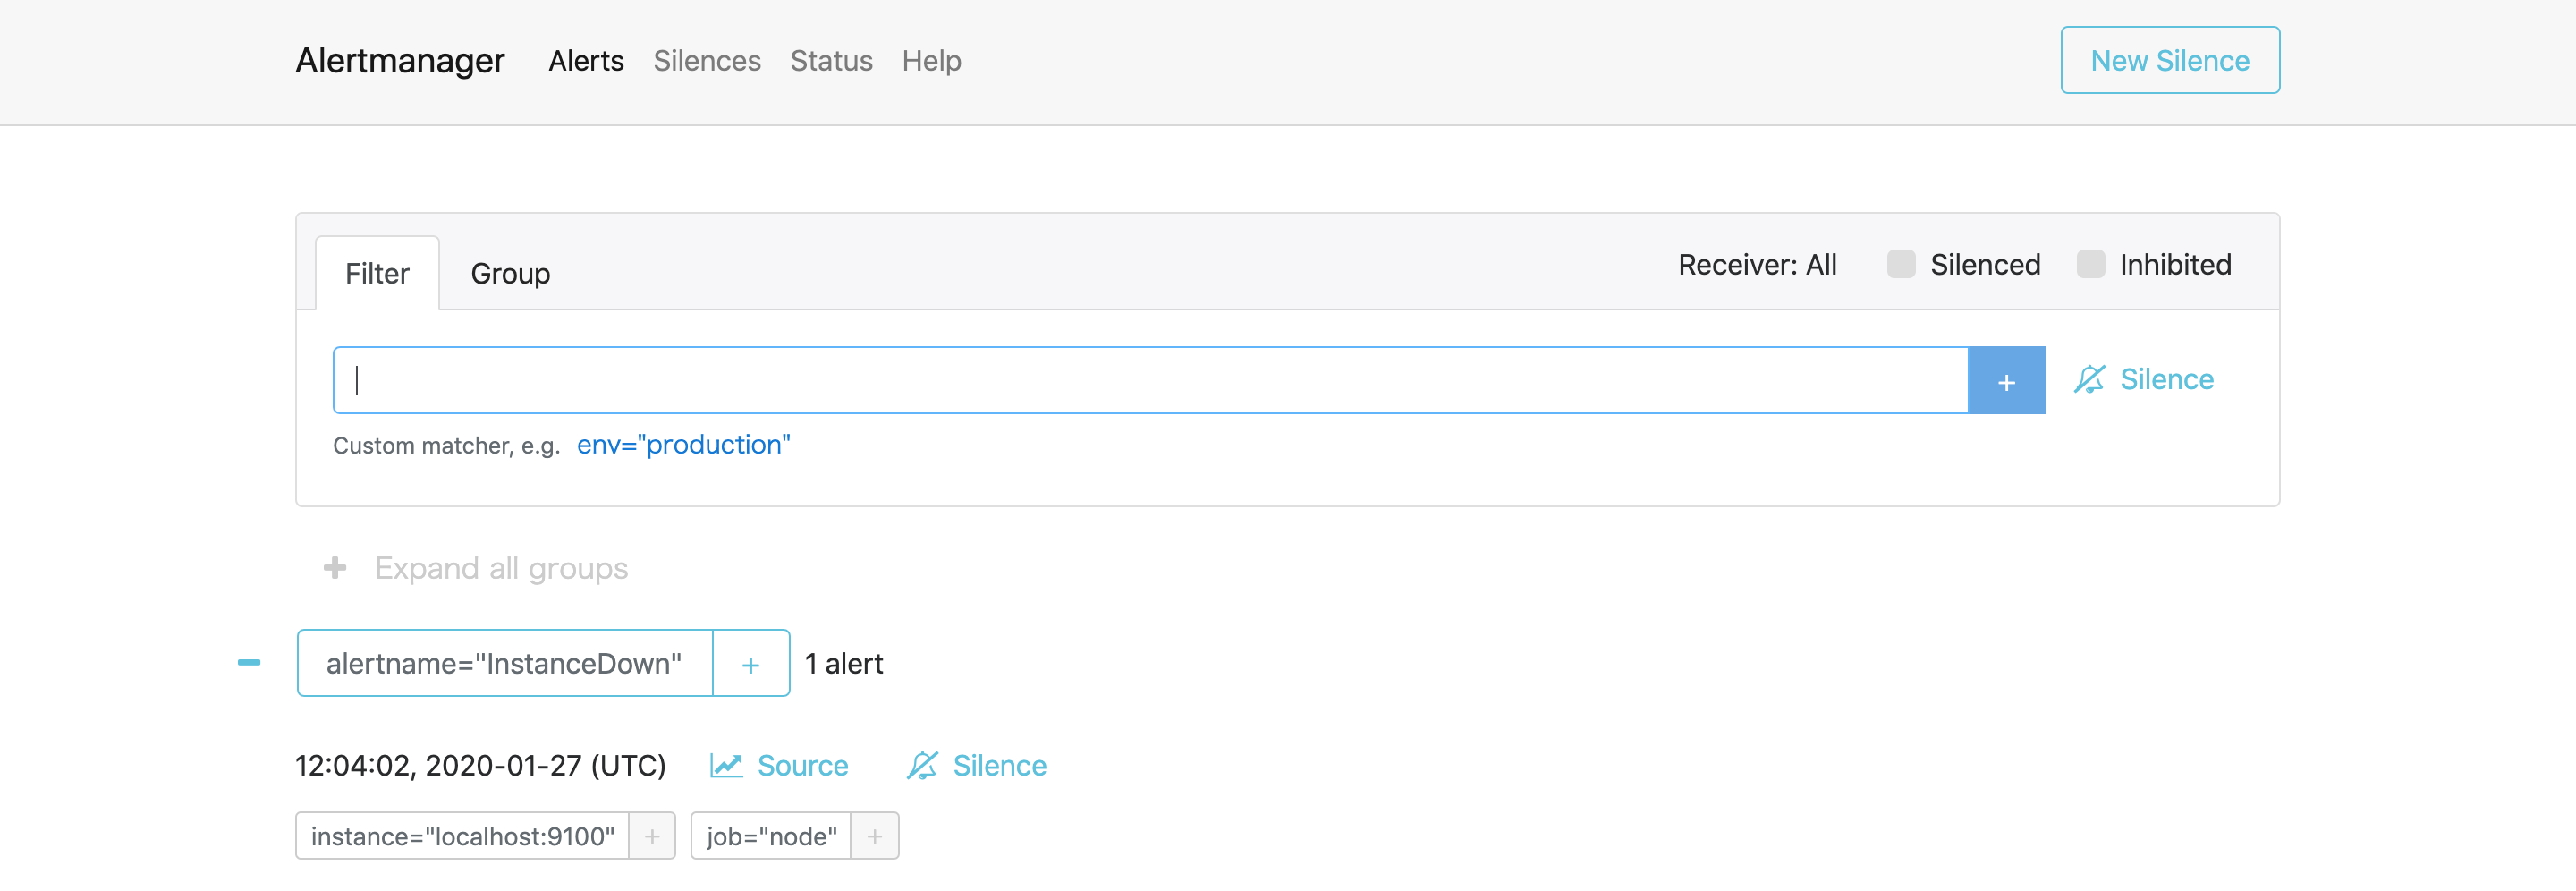 Alertmanager Alerts Silences Status Help New Silence
Filter Group Receiver: All Silenced Inhibited
+ Silence
Custom matcher, e.g. env="production"
+ Expand all groups
alertname="InstanceDown" + 1 alert
12:04:02, 2020-01-27 (UTC) Source Silence
instance="localhost:9100" + job="node" +